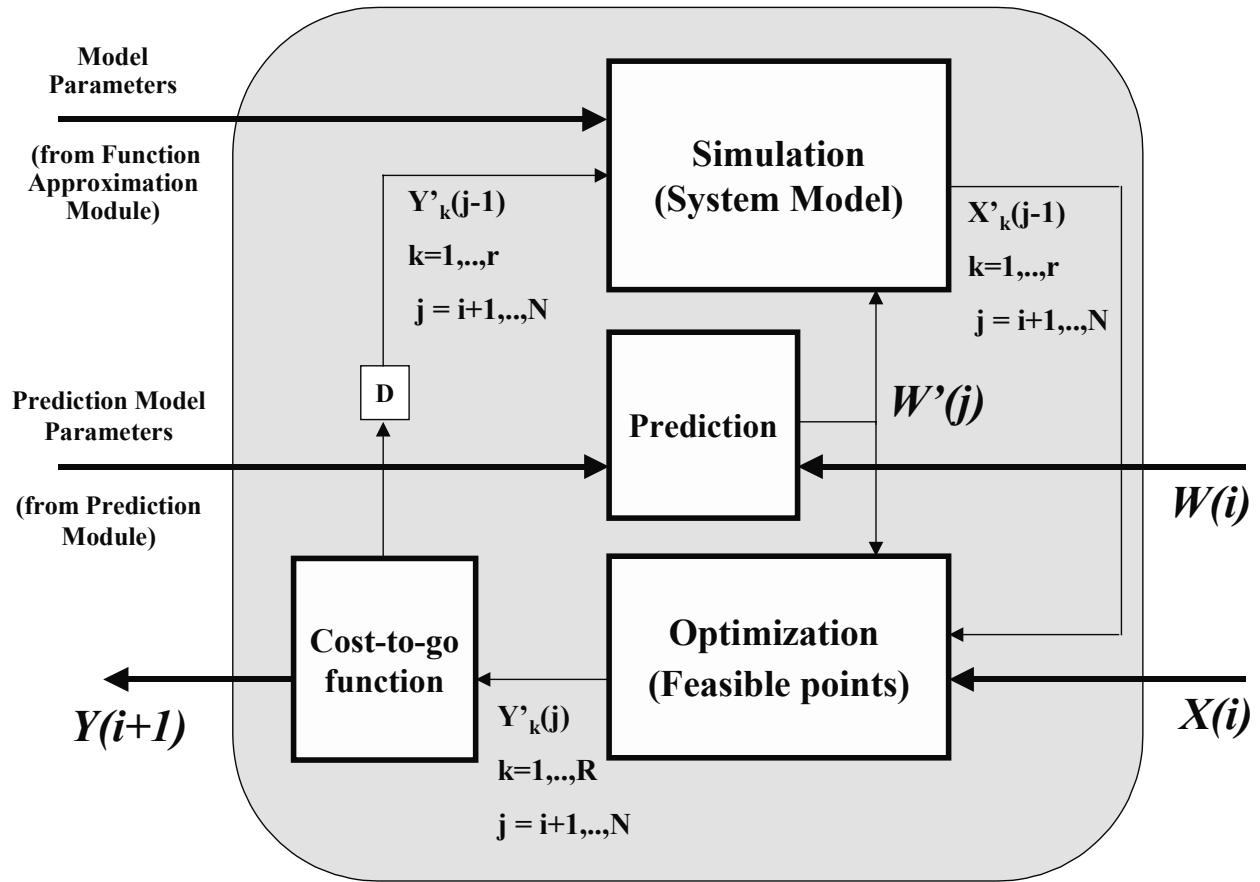 Model
Parameters
(from Function
Approximation
Module)
Simulation
(System Model)
Y’k(j-1)
k=1,..,r
j = i+1,..,N
X’k(j-1)
k=1,..,r
j = i+1,..,N
D
Prediction Model
Parameters
(from Prediction
Module)
Prediction
W’(j)
W(i)
Cost-to-go
function
Optimization
(Feasible points)
Y(i+1)
Y’k(j)
k=1,..,R
j = i+1,..,N
X(i)